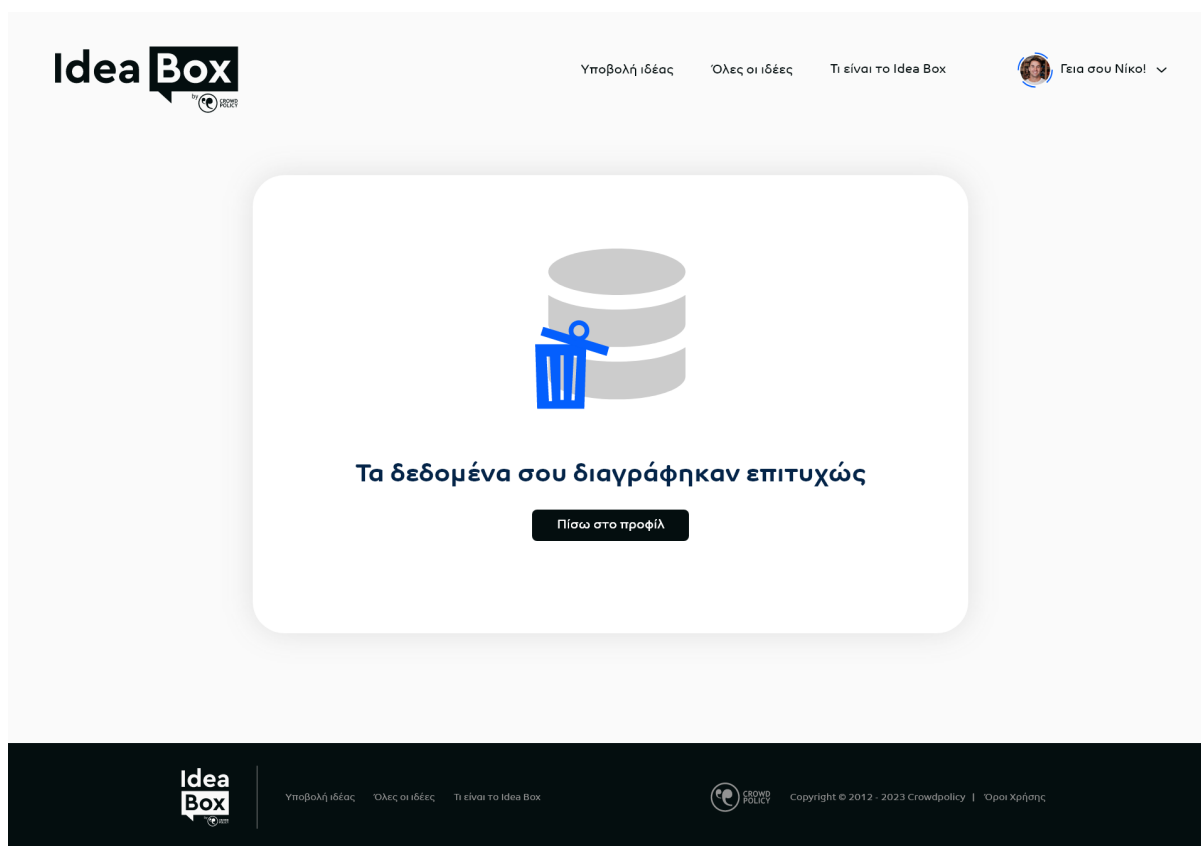 Idea Box
by CROWD POLICY
Υποβολή ιδέας
Όλες οι ιδέες
Τι είναι το Idea Box
Γεια σου Νίκο!
Τα δεδομένα σου διαγράφηκαν επιτυχώς
Πίσω στο προφίλ
Idea
Box
Υποβολή ιδέας
Όλες οι ιδέες
Τι είναι το Idea Box
CROWD
POLICY
Copyright © 2012 - 2023 Crowdpolicy | Όροι Χρήσης